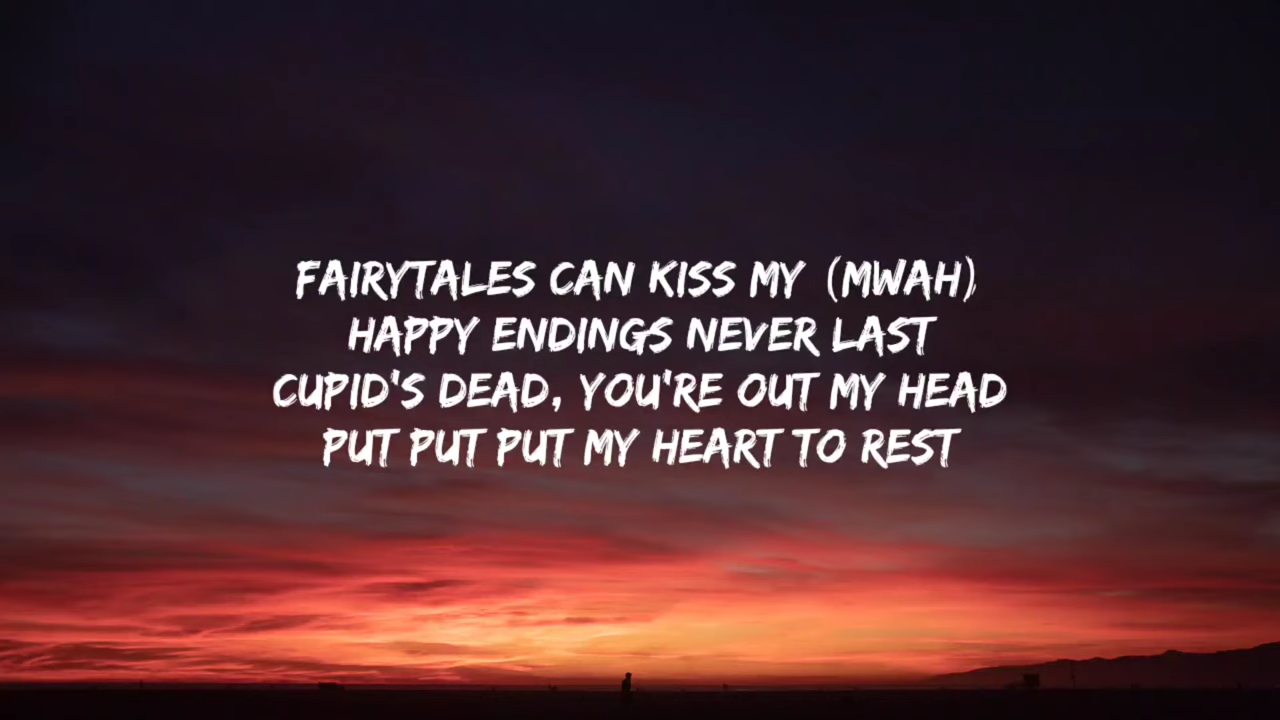 FAIRYTALES CAN KISS MY (MWAH)
HAPPY ENDINGS NEVER LAST
CUPID'S DEAD, YOU'RE OUT MY HEAD
PUT PUT PUT MY HEART TO REST